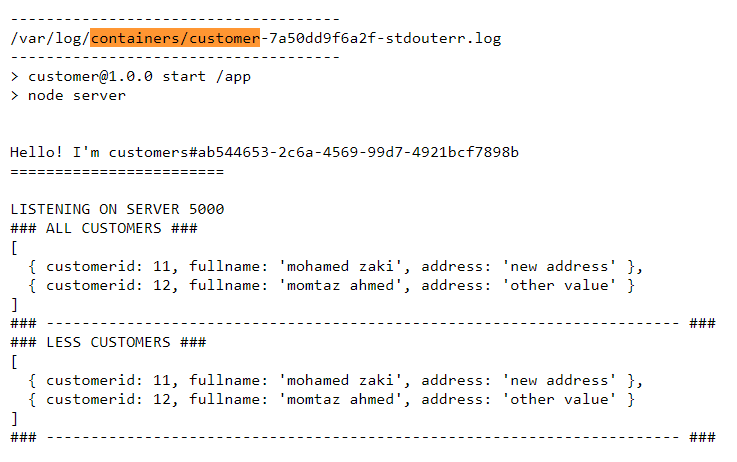 -------------------------------------
/var/log/containers/customer-7a50dd9f6a2f-stdouterr.log
-------------------------------------
> customer@1.0.0 start /app
> node server
Hello! I'm customers#ab544653-2c6a-4569-99d7-4921bcf7898b
========================
LISTENING ON SERVER 5000
### ALL CUSTOMERS ###
[
  { customerid: 11, fullname: 'mohamed zaki', address: 'new address' },
  { customerid: 12, fullname: 'momtaz ahmed', address: 'other value' }
]
### ----------------------------------------------------------------------- ###
### LESS CUSTOMERS ###
[
  { customerid: 11, fullname: 'mohamed zaki', address: 'new address' },
  { customerid: 12, fullname: 'momtaz ahmed', address: 'other value' }
]
### ----------------------------------------------------------------------- ###